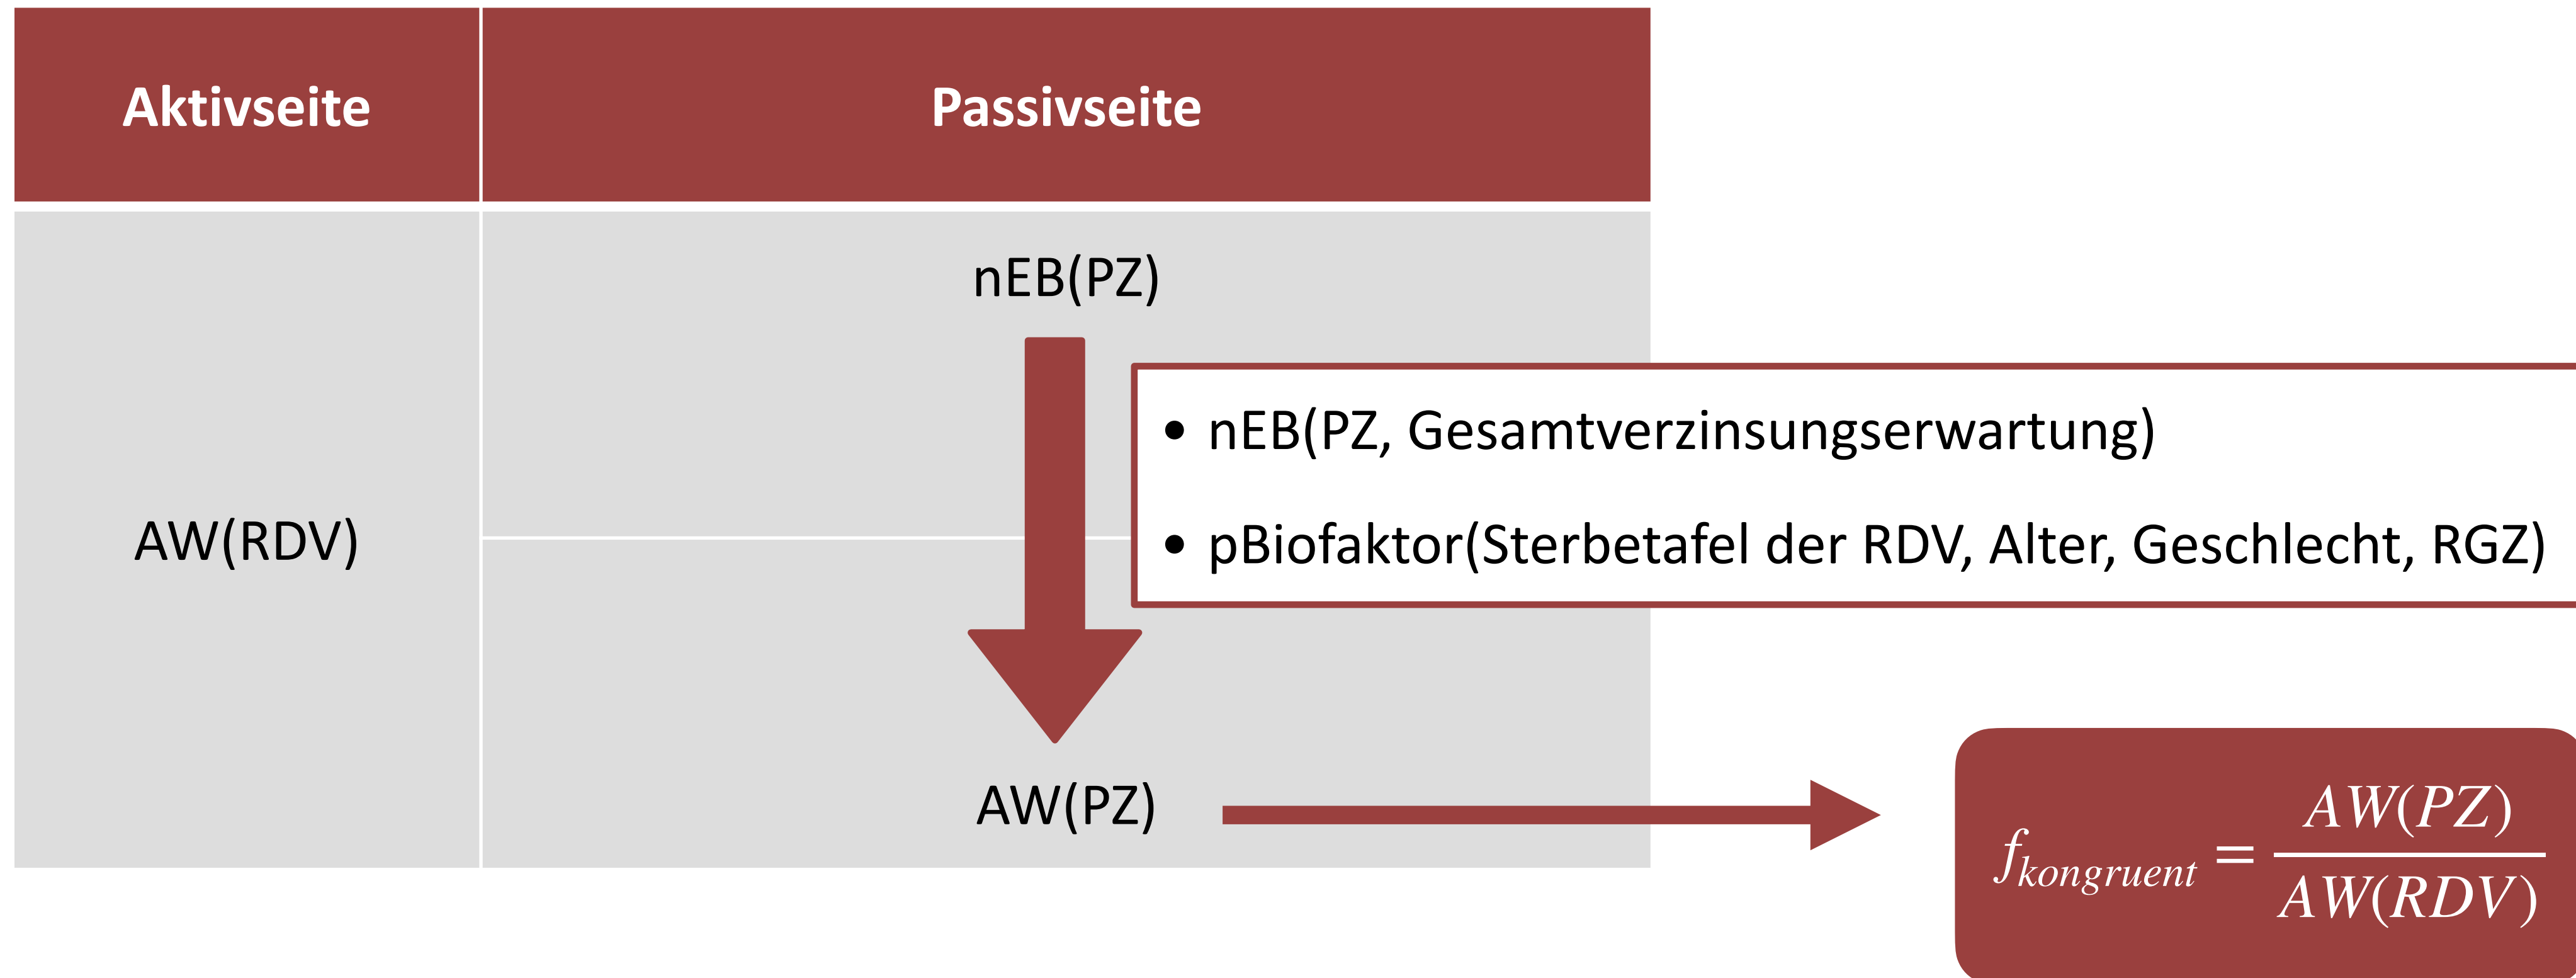 Aktivseite
Passivseite
nEB(PZ)
• nEB(PZ, Gesamtverzinsungserwartung)
• pBiofaktor(Sterbetafel der RDV, Alter, Geschlecht, RGZ)
AW(RDV)
AW(PZ)
f_kongruent = AW(PZ) / AW(RDV)